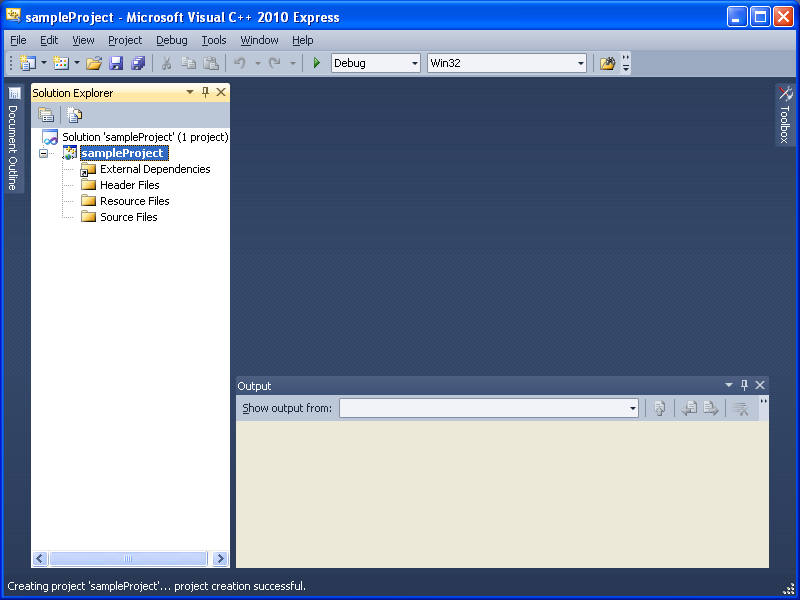 sampleProject - Microsoft Visual C++ 2010 Express
File Edit View Project Debug Tools Window Help
Debug Win32
Document Outline
Solution Explorer
Solution 'sampleProject' (1 project)
sampleProject
External Dependencies
Header Files
Resource Files
Source Files
Toolbox
Output
Show output from:
Creating project 'sampleProject'... project creation successful.